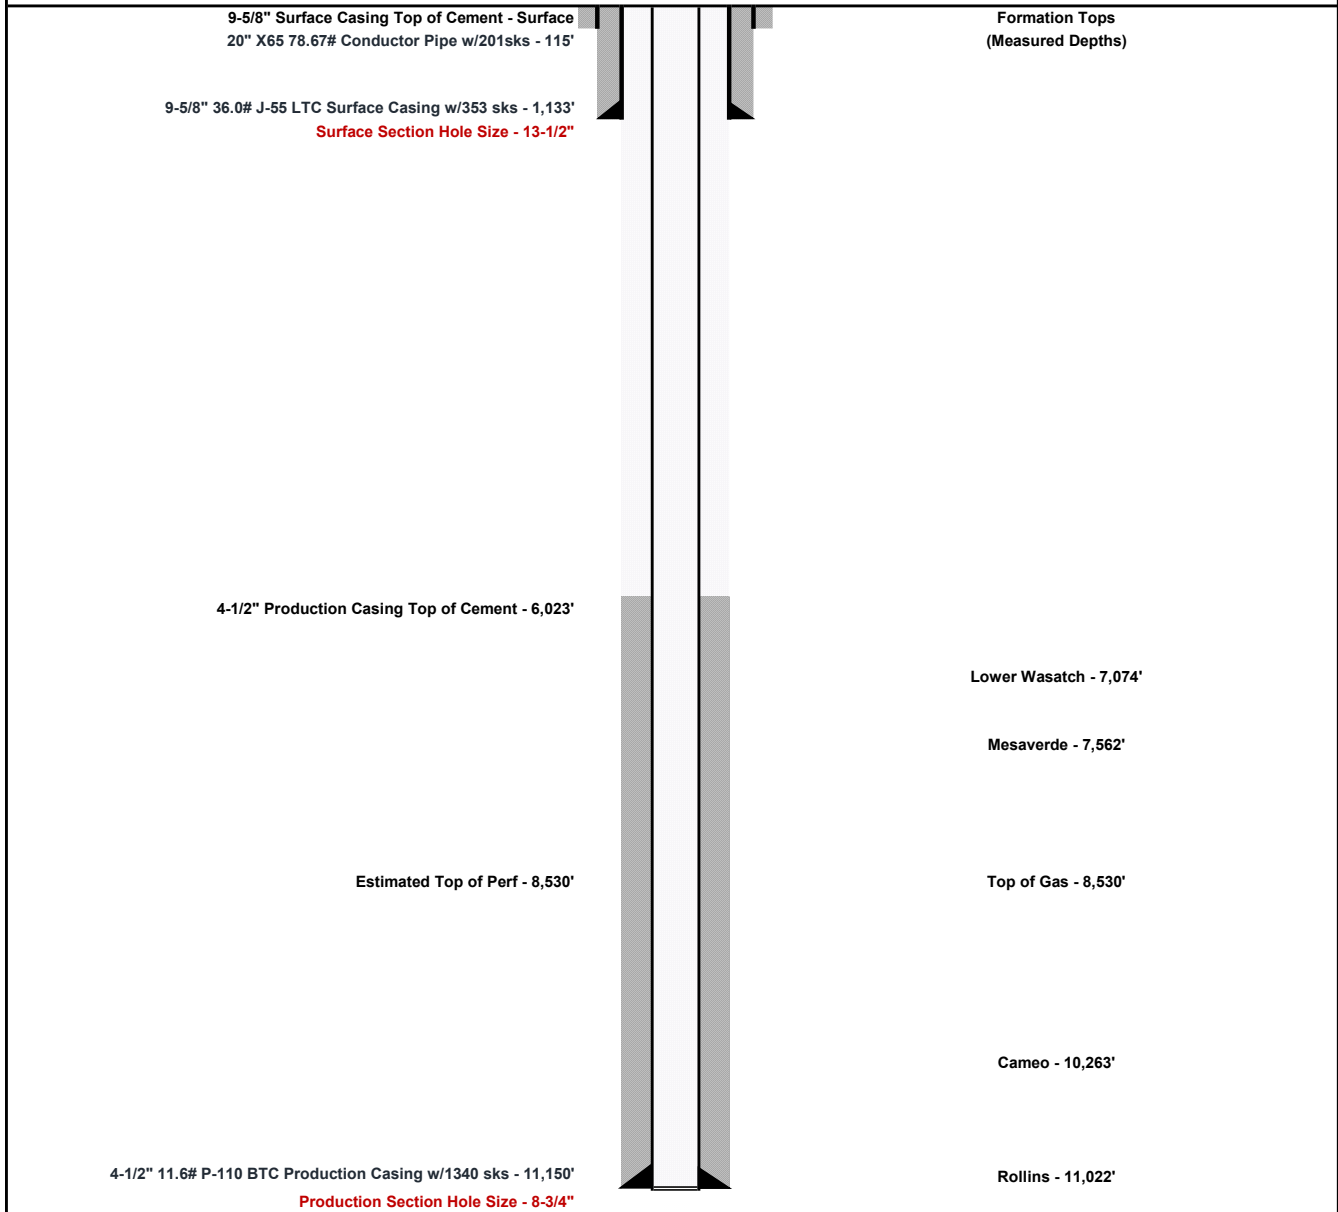 9-5/8" Surface Casing Top of Cement - Surface
20" X65 78.67# Conductor Pipe w/201sks - 115'
9-5/8" 36.0# J-55 LTC Surface Casing w/353 sks - 1,133'
Surface Section Hole Size - 13-1/2"
4-1/2" Production Casing Top of Cement - 6,023'
Estimated Top of Perf - 8,530'
4-1/2" 11.6# P-110 BTC Production Casing w/1340 sks - 11,150'
Production Section Hole Size - 8-3/4"
Formation Tops
(Measured Depths)
Lower Wasatch - 7,074'
Mesaverde - 7,562'
Top of Gas - 8,530'
Cameo - 10,263'
Rollins - 11,022'